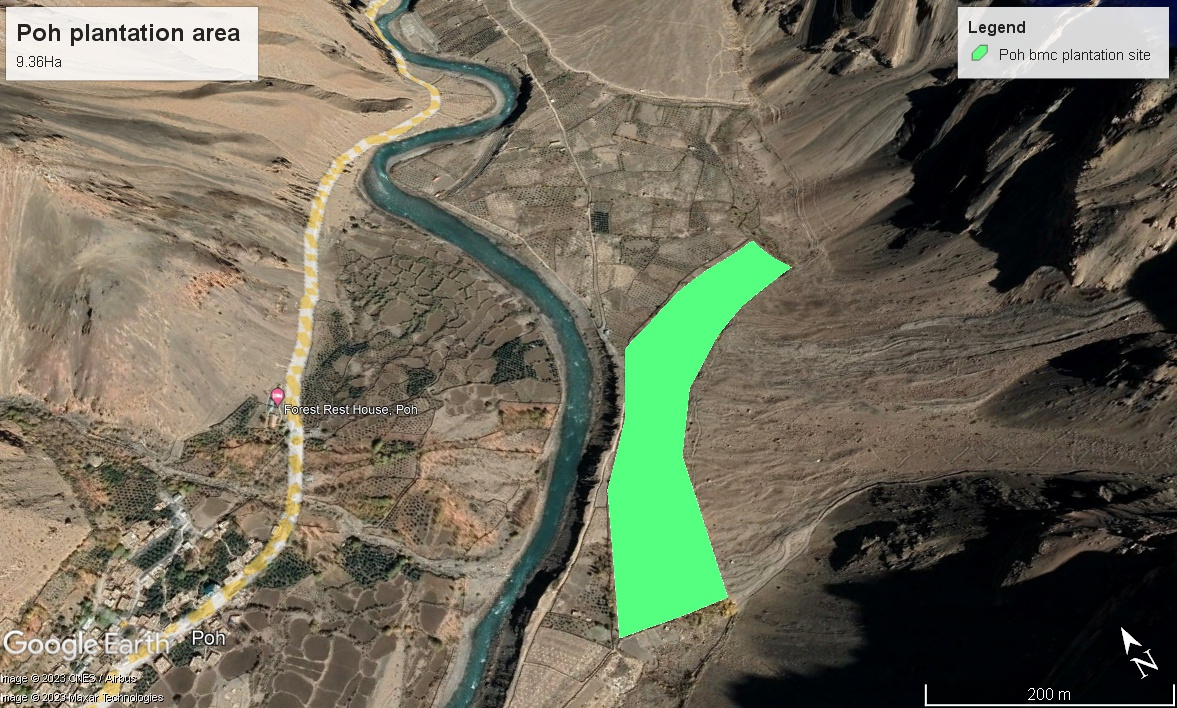 Poh plantation area
9.36Ha
Legend
Poh bmc plantation site
Forest Rest House, Poh
Google Earth
Poh
Image © 2023 CNES / Airbus
Image © 2023 Maxar Technologies
N
200 m